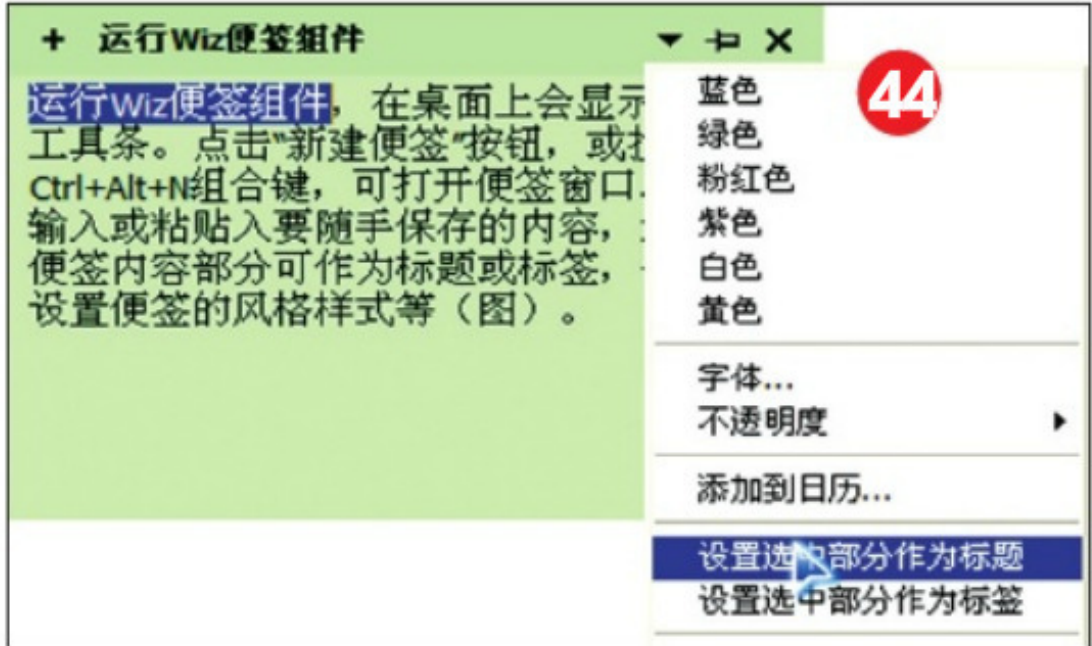 + 运行Wiz便签组件
运行Wiz便签组件，在桌面上会显示
工具条。点击“新建便签”按钮，或
Ctrl+Alt+N组合键，可打开便签窗口
输入或粘贴入要随手保存的内容，
便签内容部分可作为标题或标签，
设置便签的风格样式等（图）。
44
蓝色
绿色
粉红色
紫色
白色
黄色
字体...
不透明度
添加到日历...
设置选中部分作为标题
设置选中部分作为标签